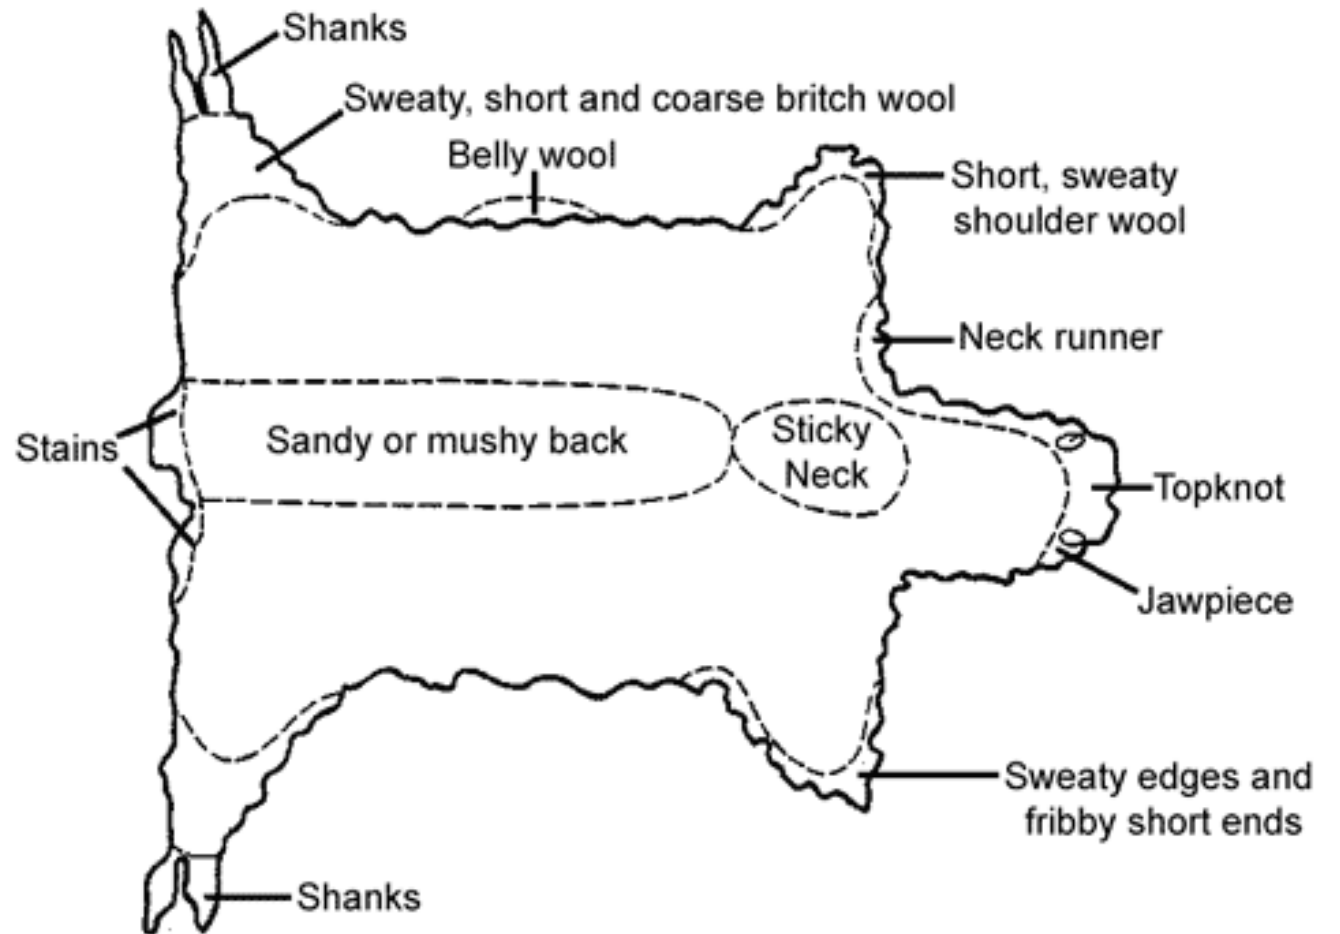 Shanks
Sweaty, short and coarse britch wool
Belly wool
Short, sweaty
shoulder wool
Neck runner
Stains
Sandy or mushy back
Sticky
Neck
Topknot
Jawpiece
Sweaty edges and
fribby short ends
Shanks